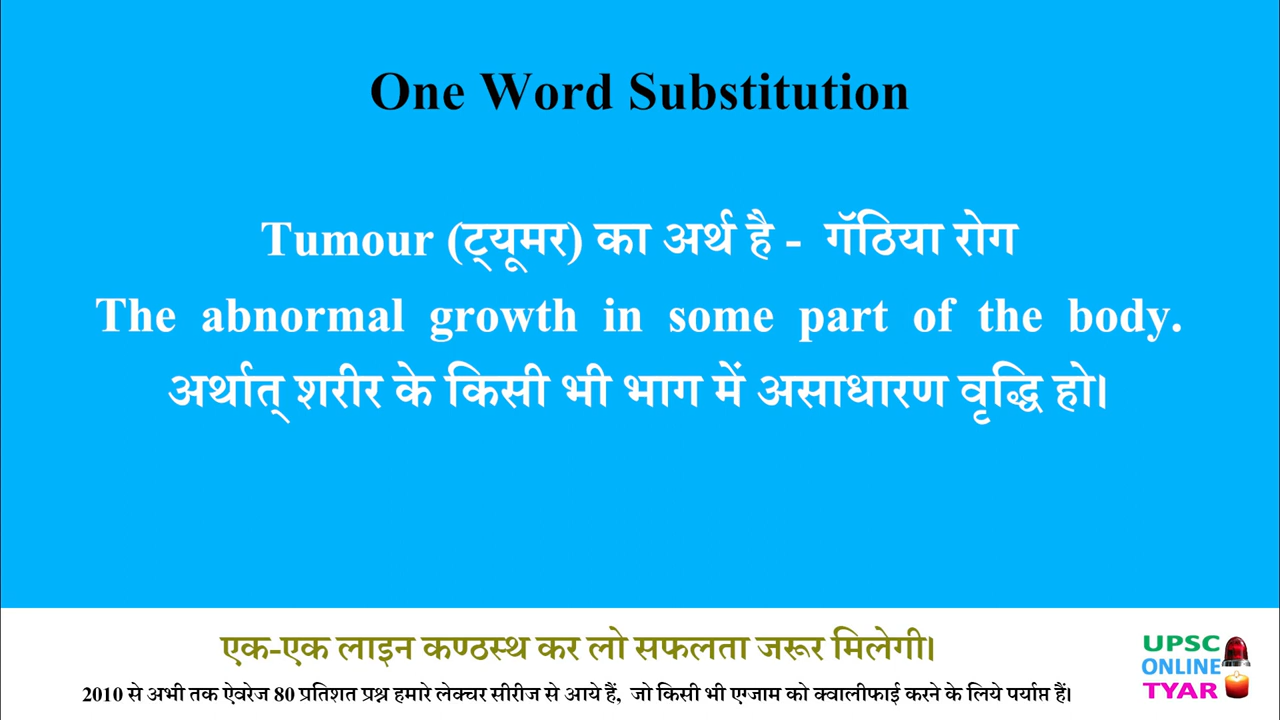 One Word Substitution
Tumour (ट्यूमर) का अर्थ है - गॅठिया रोग
The abnormal growth in some part of the body.
अर्थात् शरीर के किसी भी भाग में असाधारण वृद्धि हो।
एक-एक लाइन कण्ठस्थ कर लो सफलता जरूर मिलेगी।
2010 से अभी तक ऐवरेज 80 प्रतिशत प्रश्न हमारे लेक्चर सीरीज से आये हैं, जो किसी भी एग्जाम को क्वालीफाई करने के लिये पर्याप्त हैं।
UPSC
ONLINE
TYAR